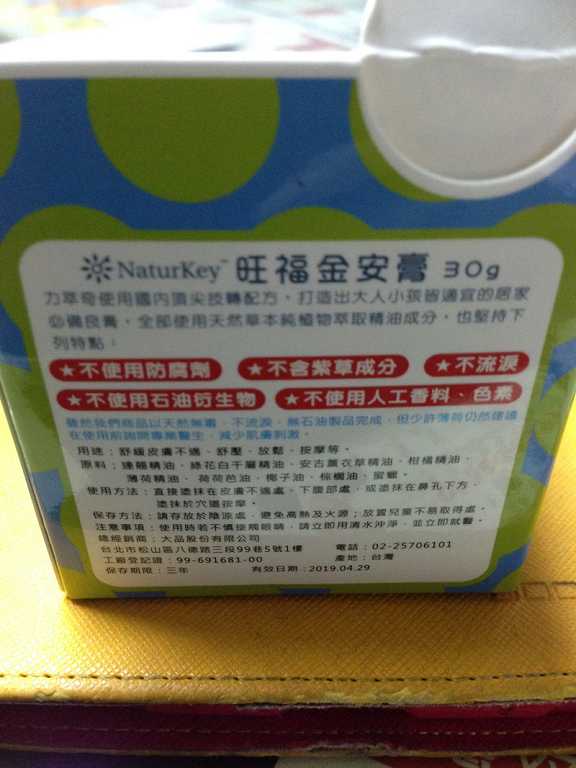 NaturKey™ 旺福金安膏 30g
力萃奇使用國內頂尖技轉配方，打造出大人小孩皆適宜的居家
必備良膏，全部使用天然草本純植物萃取精油成分，也堅持下
列特點：
★不使用防腐劑 ★不含紫草成分 ★不流淚
★不使用石油衍生物 ★不使用人工香料、色素
雖然我們商品以天然無毒、不流淚、無石油製品完成，但少許薄荷仍然建議
在使用前詢問專業醫生，減少肌膚刺激。
用途：舒緩皮膚不適、舒壓、放鬆、按摩等。
原料：綠花白千層精油、安古薰衣草精油、柑橘精油、
薄荷精油、荷荷芭油、椰子油、棕櫚油、蜜蠟。
使用方法：直接塗抹在皮膚不適處、下腹部處，或塗抹在鼻孔下方，
塗抹於穴道按摩。
保存方法：請存放於陰涼處，避免高熱及火源；放置兒童不易取得處。
注意事項：使用時若不慎接觸眼睛，請立即用清水沖淨，並立即就醫。
總經銷商：大品股份有限公司
台北市松山區八德路三段99巷5號1樓 電話：02-25706101
工廠登記證：99-691681-00 產地：台灣
保存期限：三年 有效日期：2019.04.29